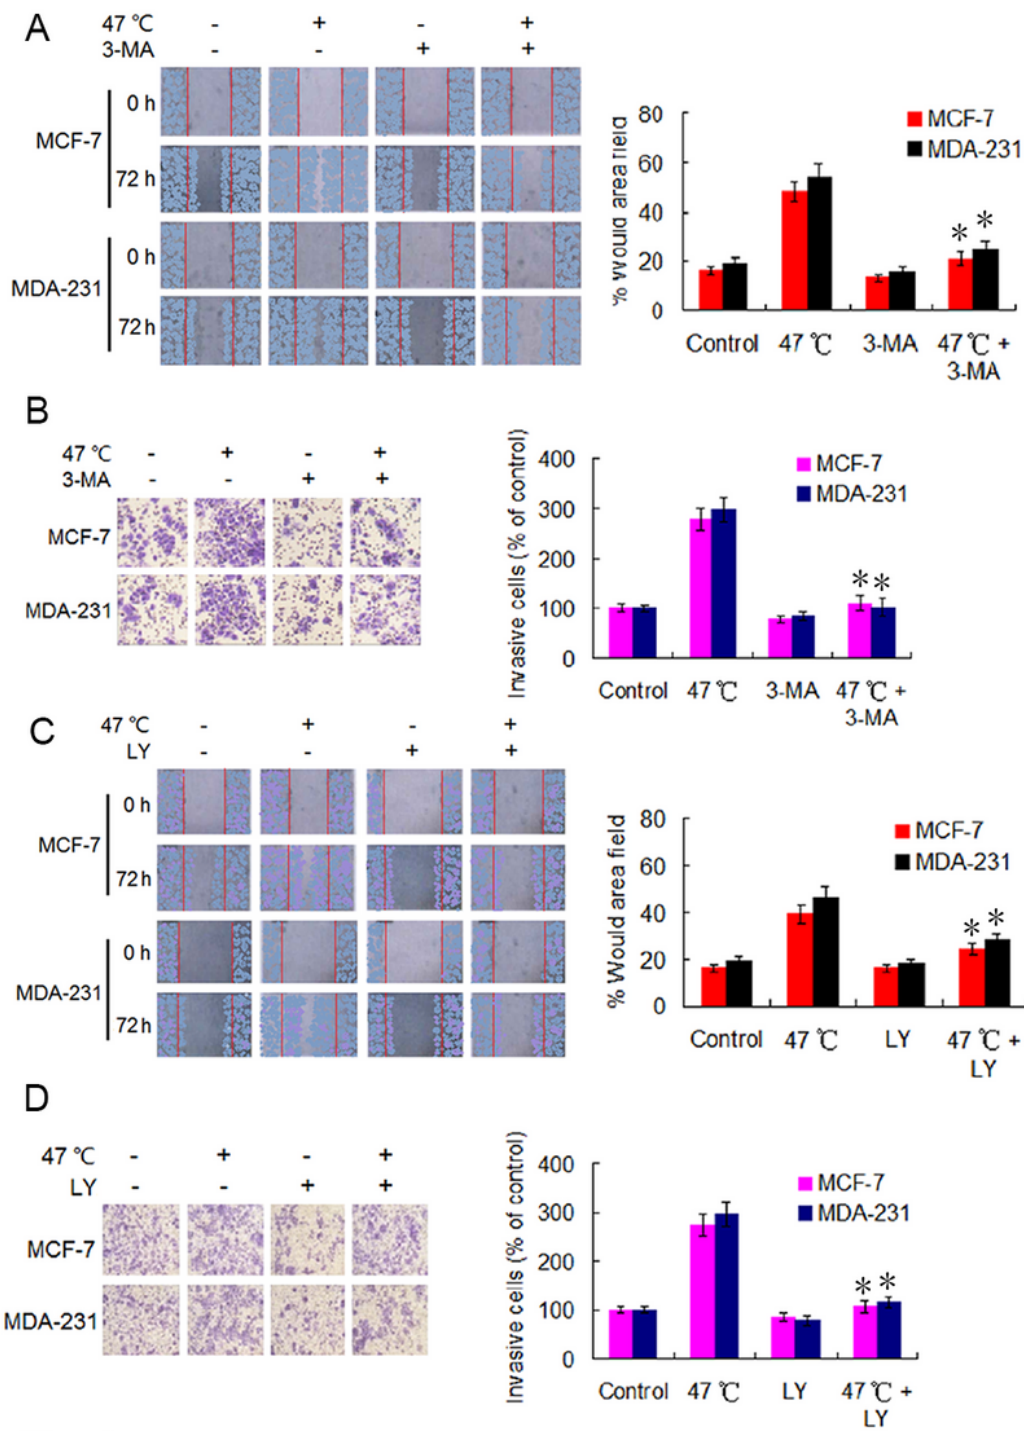 A
47 ℃ - + - +
3-MA - - + +
MCF-7
0 h
72 h
MDA-231
0 h
72 h
% Would area field
80
60
40
20
0
MCF-7
MDA-231
* *
Control 47 ℃ 3-MA 47 ℃ +
3-MA
B
47 ℃ - + - +
3-MA - - + +
MCF-7
MDA-231
Invasive cells (% of control)
400
300
200
100
0
MCF-7
MDA-231
* *
Control 47 ℃ 3-MA 47 ℃ +
3-MA
C
47 ℃ - + - +
LY - - + +
MCF-7
0 h
72 h
MDA-231
0 h
72 h
% Would area field
80
60
40
20
0
MCF-7
MDA-231
* *
Control 47 ℃ LY 47 ℃ +
LY
D
47 ℃ - + - +
LY - - + +
MCF-7
MDA-231
Invasive cells (% of control)
400
300
200
100
0
MCF-7
MDA-231
* *
Control 47 ℃ LY 47 ℃ +
LY